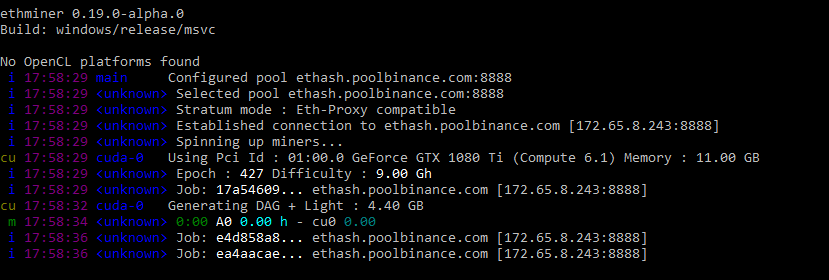 ethminer 0.19.0-alpha.0
Build: windows/release/msvc
No OpenCL platforms found
i 17:58:29 main Configured pool ethash.poolbinance.com:8888
i 17:58:29 <unknown> Selected pool ethash.poolbinance.com:8888
i 17:58:29 <unknown> Stratum mode : Eth-Proxy compatible
i 17:58:29 <unknown> Established connection to ethash.poolbinance.com [172.65.8.243:8888]
i 17:58:29 <unknown> Spinning up miners...
cu 17:58:29 cuda-0 Using Pci Id : 01:00.0 GeForce GTX 1080 Ti (Compute 6.1) Memory : 11.00 GB
i 17:58:29 <unknown> Epoch : 427 Difficulty : 9.00 Gh
i 17:58:29 <unknown> Job: 17a54609... ethash.poolbinance.com [172.65.8.243:8888]
cu 17:58:32 cuda-0 Generating DAG + Light : 4.40 GB
m 17:58:34 <unknown> 0:00 A0 0.00 h - cu0 0.00
i 17:58:36 <unknown> Job: e4d858a8... ethash.poolbinance.com [172.65.8.243:8888]
i 17:58:36 <unknown> Job: ea4aacae... ethash.poolbinance.com [172.65.8.243:8888]